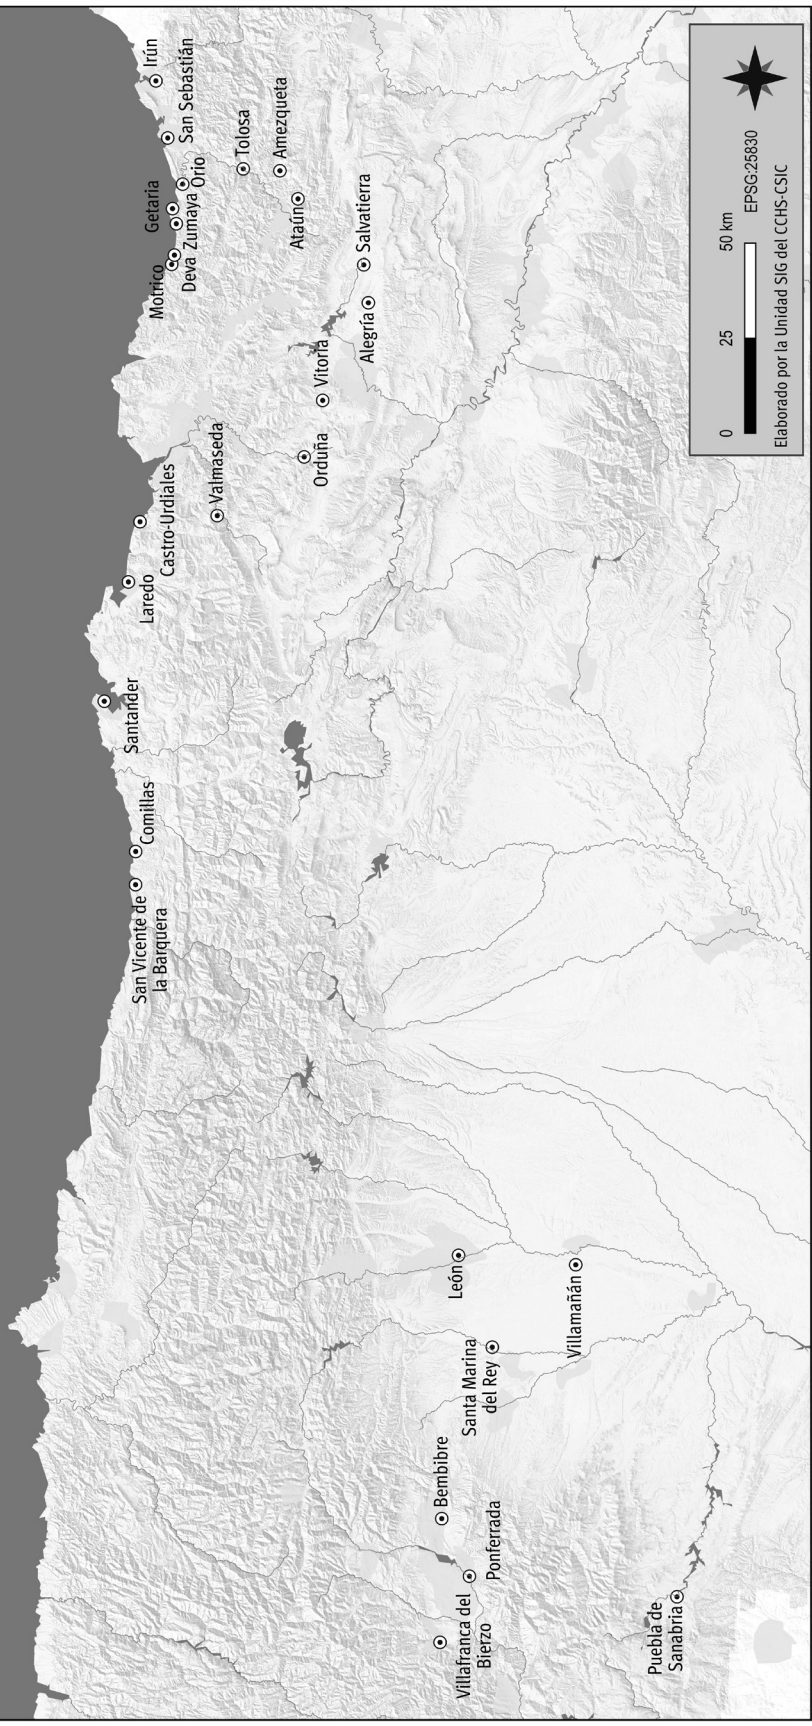 Irún
San Sebastián
Orio
Getaria
Zumaya
Deva
Motrico
Tolosa
Amezqueta
Ataún
Salvatierra
Alegría
Vitoria
Orduña
Valmaseda
Castro-Urdiales
Laredo
Santander
Comillas
San Vicente de
la Barquera
León
Villamañán
Santa Marina
del Rey
Bembibre
Ponferrada
Villafranca del
Bierzo
Puebla de
Sanabria
0 25 50 km
EPSG:25830
Elaborado por la Unidad SIG del CCHS-CSIC